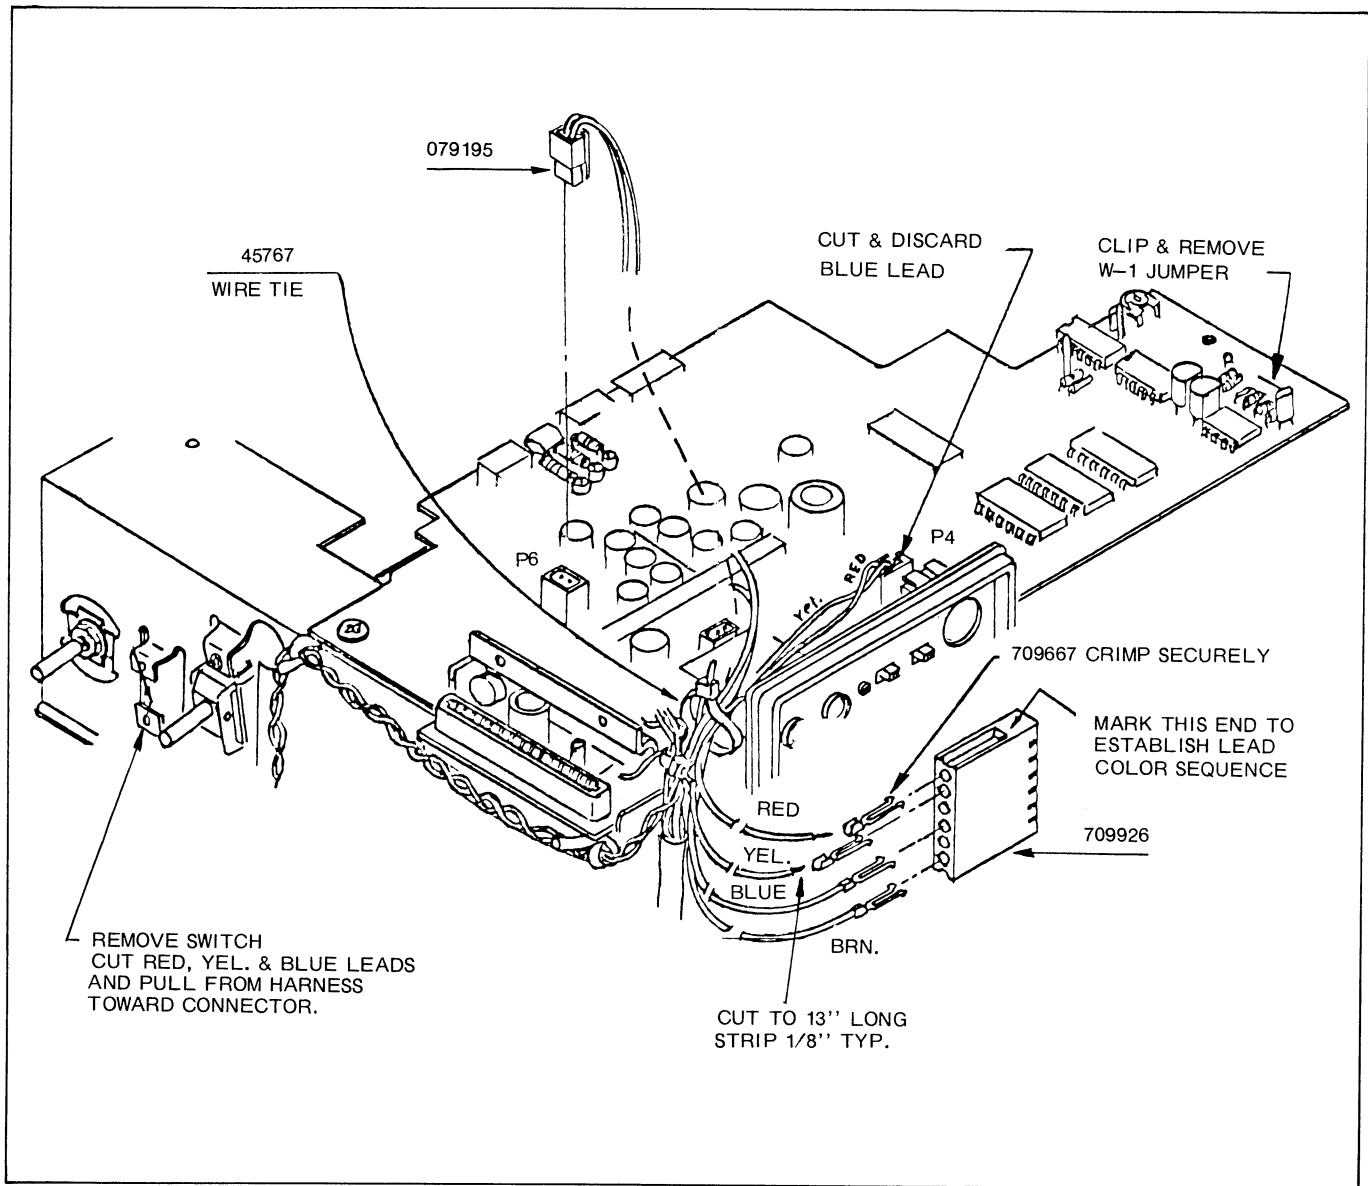 079195
45767
WIRE TIE
CUT & DISCARD
BLUE LEAD
CLIP & REMOVE
W-1 JUMPER
P6
P4
RED
Yel.
709667 CRIMP SECURELY
MARK THIS END TO
ESTABLISH LEAD
COLOR SEQUENCE
709926
RED
YEL.
BLUE
BRN.
REMOVE SWITCH
CUT RED, YEL. & BLUE LEADS
AND PULL FROM HARNESS
TOWARD CONNECTOR.
CUT TO 13'' LONG
STRIP 1/8'' TYP.